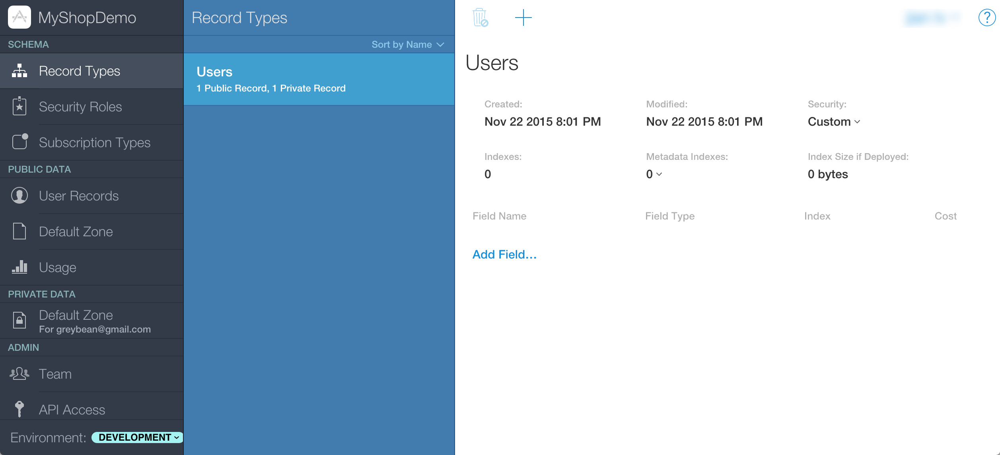 MyShopDemo
SCHEMA
Record Types
Security Roles
Subscription Types
PUBLIC DATA
User Records
Default Zone
Usage
PRIVATE DATA
Default Zone
For greybean@gmail.com
ADMIN
Team
API Access
Environment: DEVELOPMENT
Record Types
Sort by Name
Users
1 Public Record, 1 Private Record
?
Users
Created: Modified: Security:
Nov 22 2015 8:01 PM Nov 22 2015 8:01 PM Custom
Indexes: Metadata Indexes: Index Size if Deployed:
0 0 0 bytes
Field Name Field Type Index Cost
Add Field...